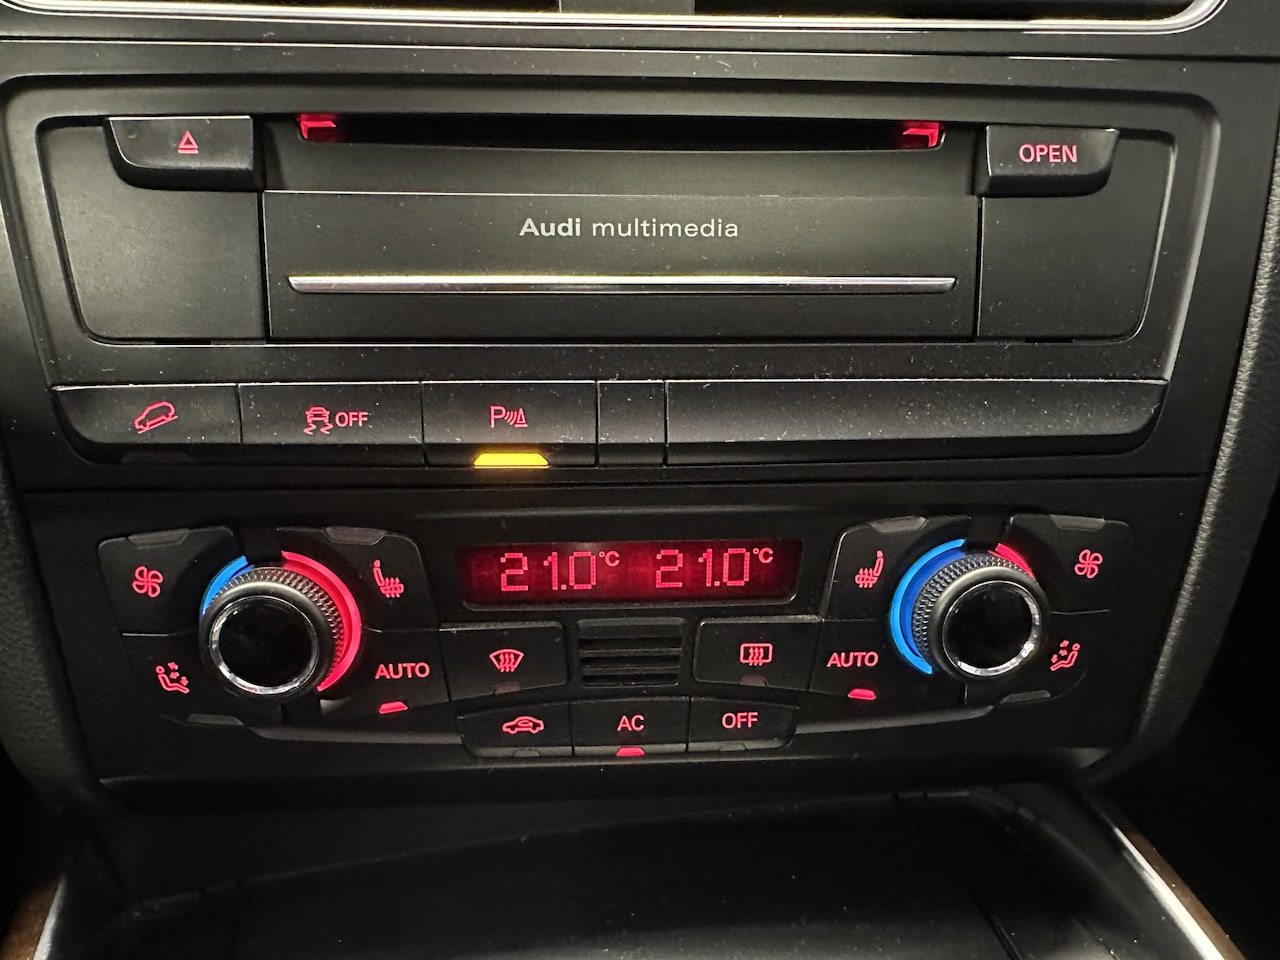 OPEN
Audi multimedia
OFF
P
21.0°C 21.0°C
AUTO
AUTO
AC
OFF